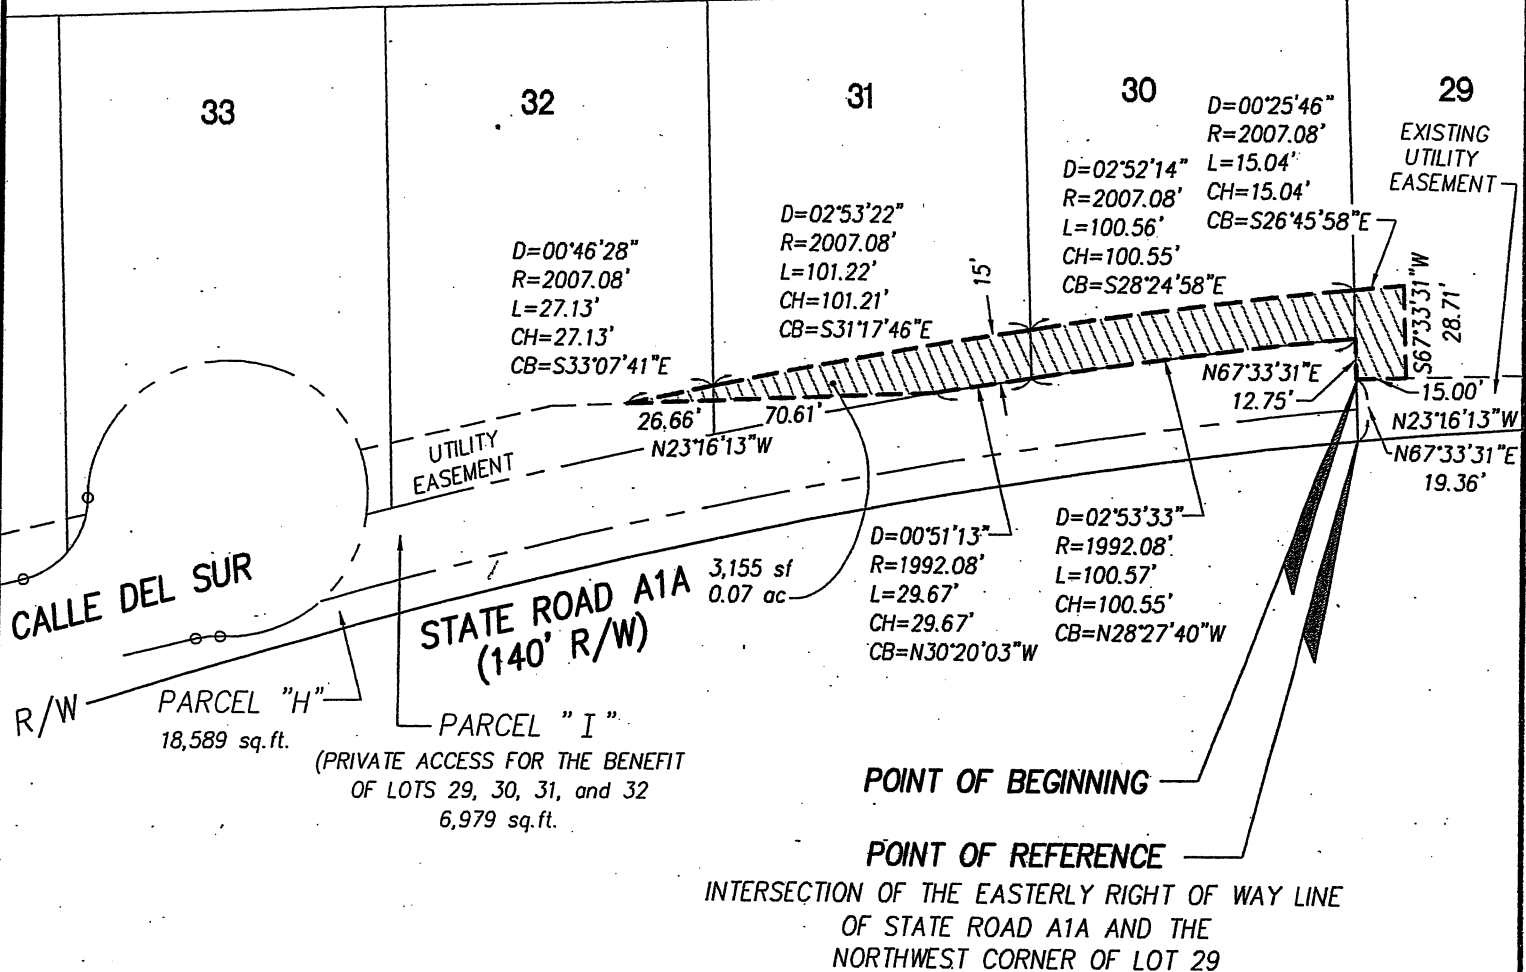 33
32
31
30
29
D=00°25'46"
R=2007.08'
L=15.04'
CH=15.04'
CB=S26°45'58"E
EXISTING
UTILITY
EASEMENT
D=02°52'14"
R=2007.08'
L=100.56'
CH=100.55'
CB=S28°24'58"E
D=02°53'22"
R=2007.08'
L=101.22'
CH=101.21'
CB=S31°17'46"E
D=00°46'28"
R=2007.08'
L=27.13'
CH=27.13'
CB=S33°07'41"E
15'
S67°33'31"W
28.71'
N67°33'31"E
12.75'
15.00'
N23°16'13"W
N67°33'31"E
19.36'
26.66'
70.61'
N23°16'13"W
UTILITY
EASEMENT
CALLE DEL SUR
STATE ROAD A1A
(140' R/W)
3,155 sf
0.07 ac
D=00°51'13"
R=1992.08'
L=29.67'
CH=29.67'
CB=N30°20'03"W
D=02°53'33"
R=1992.08'
L=100.57'
CH=100.55'
CB=N28°27'40"W
R/W
PARCEL "H"
18,589 sq.ft.
PARCEL "I"
(PRIVATE ACCESS FOR THE BENEFIT
OF LOTS 29, 30, 31, and 32
6,979 sq.ft.
POINT OF BEGINNING
POINT OF REFERENCE
INTERSECTION OF THE EASTERLY RIGHT OF WAY LINE
OF STATE ROAD A1A AND THE
NORTHWEST CORNER OF LOT 29